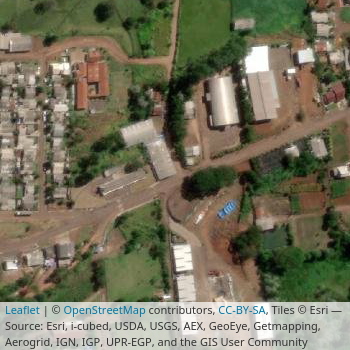 Leaflet | © OpenStreetMap contributors, CC-BY-SA, Tiles © Esri —
Source: Esri, i-cubed, USDA, USGS, AEX, GeoEye, Getmapping,
Aerogrid, IGN, IGP, UPR-EGP, and the GIS User Community